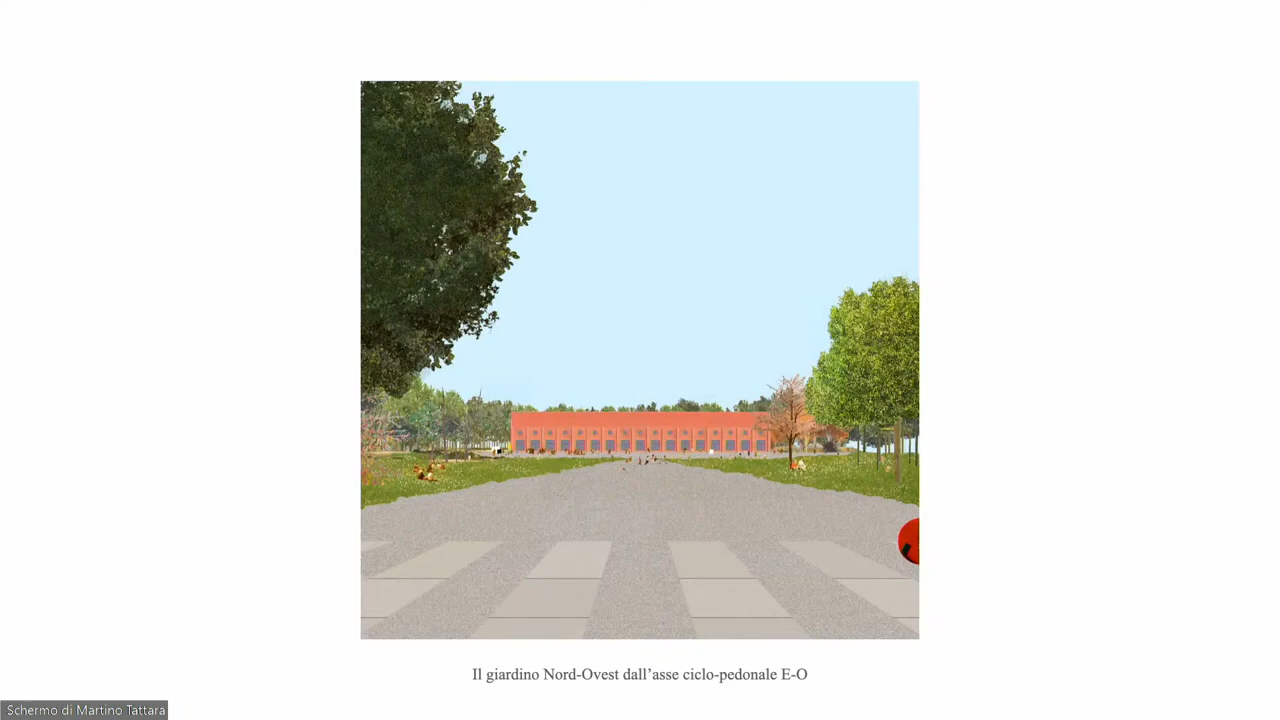 Il giardino Nord-Ovest dall’asse ciclo-pedonale E-O
Schermo di Martino Tattara